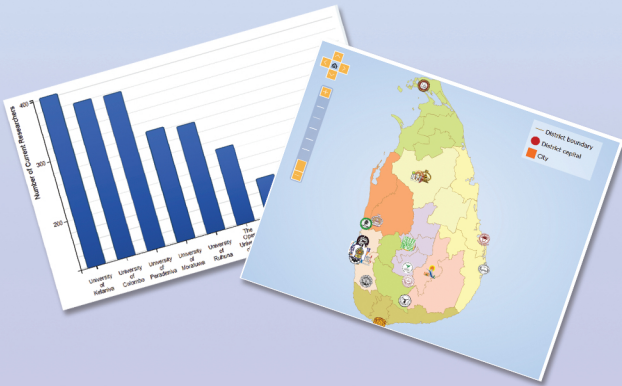 Number of Current Researchers
400
300
200
University
of
Kelaniya
University
of
Colombo
University
of
Peradeniya
University
of
Moratuwa
University
of
Ruhuna
The
Open
District boundary
District capital
City